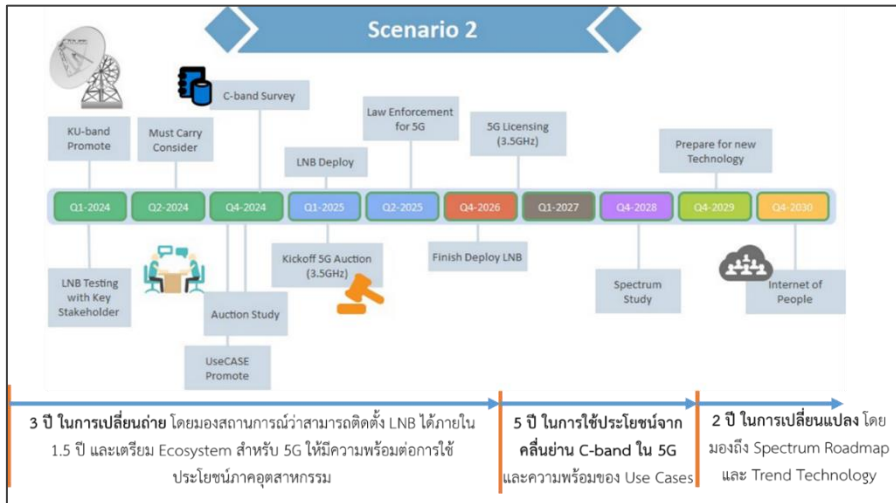 Scenario 2
C-band Survey
KU-band
Promote
Must Carry
Consider
Law Enforcement
for 5G
5G Licensing
(3.5GHz)
LNB Deploy
Prepare for new
Technology
Q1-2024
Q2-2024
Q4-2024
Q1-2025
Q2-2025
Q4-2026
Q1-2027
Q4-2028
Q4-2029
Q4-2030
LNB Testing
with Key
Stakeholder
Auction Study
UseCASE
Promote
Kickoff 5G Auction
(3.5GHz)
Finish Deploy LNB
Spectrum
Study
Internet of
People
3 ปี ในการเปลี่ยนถ่าย โดยมองสถานการณ์ว่าสามารถติดตั้ง LNB ได้ภายใน
1.5 ปี และเตรียม Ecosystem สำหรับ 5G ให้มีความพร้อมต่อการใช้
ประโยชน์ภาคอุตสาหกรรม
5 ปี ในการใช้ประโยชน์จาก
คลื่นย่าน C-band ใน 5G
และความพร้อมของ Use Cases
2 ปี ในการเปลี่ยนแปลง โดย
มองถึง Spectrum Roadmap
และ Trend Technology